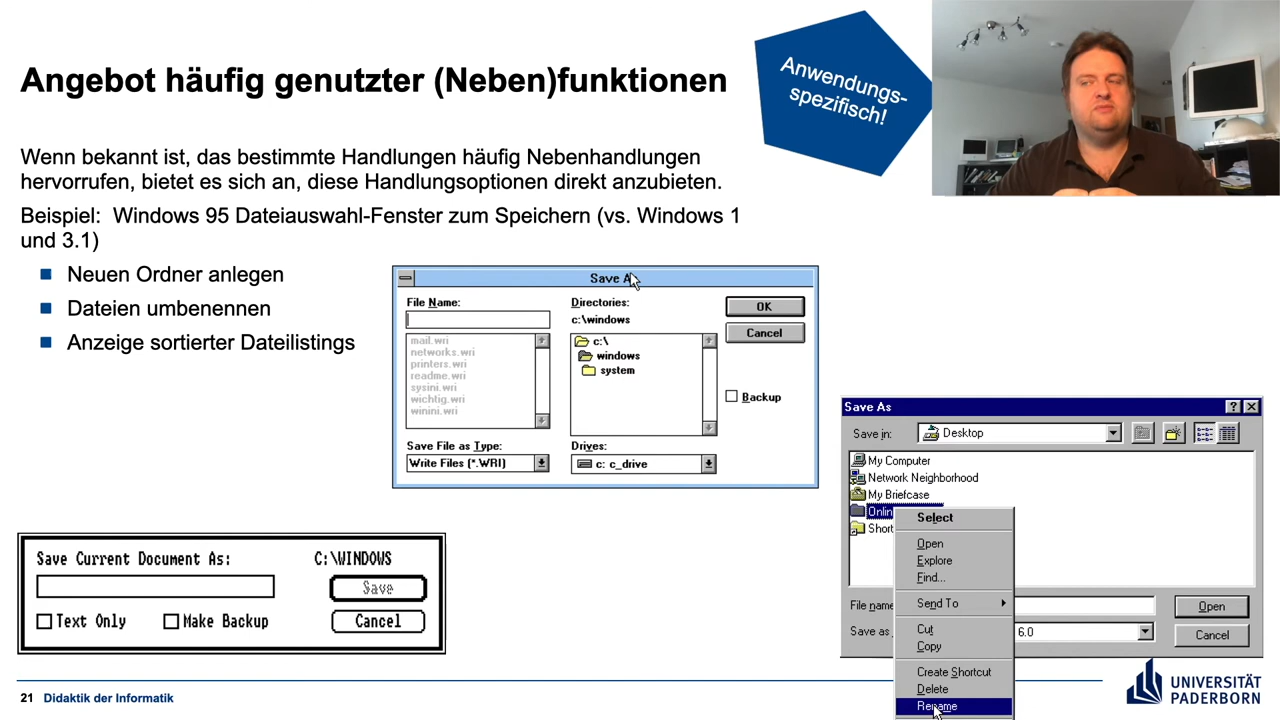 Angebot häufig genutzter (Neben)funktionen
Anwendungs-
spezifisch!
Wenn bekannt ist, das bestimmte Handlungen häufig Nebenhandlungen
hervorrufen, bietet es sich an, diese Handlungsoptionen direkt anzubieten.
Beispiel: Windows 95 Dateiauswahl-Fenster zum Speichern (vs. Windows 1
und 3.1)
Neuen Ordner anlegen
Dateien umbenennen
Anzeige sortierter Dateilistings
Save A
File Name:
Directories:
c:\windows
OK
Cancel
mail.wri
networks.wri
printers.wri
readme.wri
sysini.wri
wichtig.wri
winini.wri
c:\
windows
system
Backup
Save File as Type:
Drives:
Write Files (*.WRI)
c: c_drive
Save Current Document As:
C:\WINDOWS
Save
Text Only
Make Backup
Cancel
Save As
Save in:
Desktop
My Computer
Network Neighborhood
My Briefcase
Onlin
Short
File name
Save as
6.0
Open
Cancel
Select
Open
Explore
Find...
Send To
Cut
Copy
Create Shortcut
Delete
Rename
21 Didaktik der Informatik
UNIVERSITÄT
PADERBORN